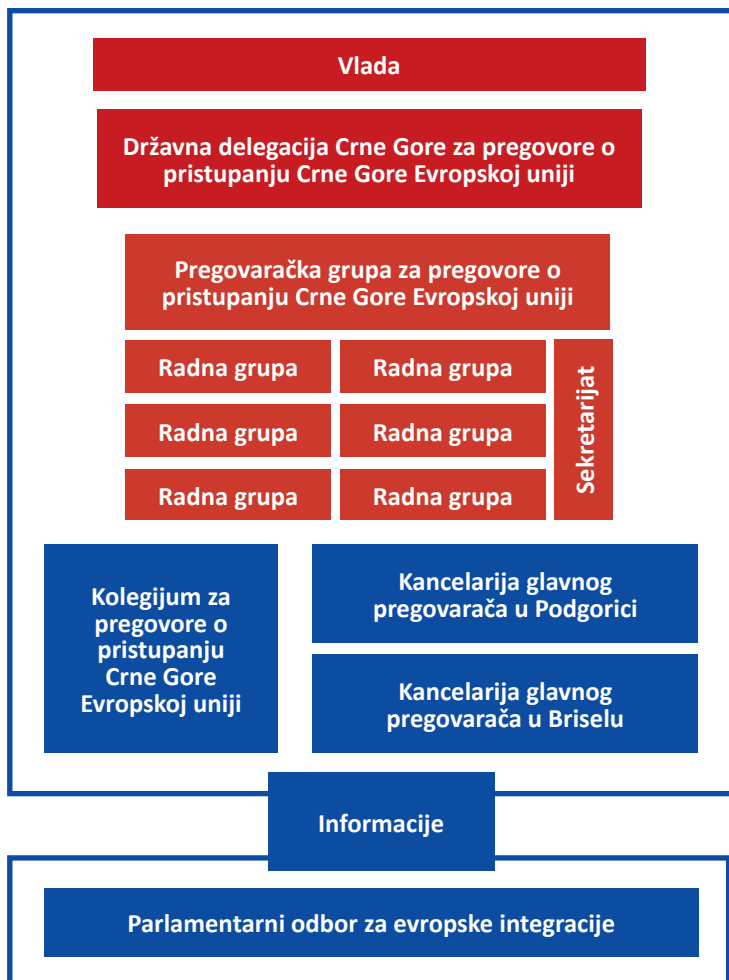 Vlada
Državna delegacija Crne Gore za pregovore o
pristupanju Crne Gore Evropskoj uniji
Pregovaračka grupa za pregovore o
pristupanju Crne Gore Evropskoj uniji
Radna grupa
Radna grupa
Radna grupa
Radna grupa
Radna grupa
Radna grupa
Sekretarijat
Kolegijum za
pregovore o
pristupanju
Crne Gore
Evropskoj uniji
Kancelarija glavnog
pregovarača u Podgorici
Kancelarija glavnog
pregovarača u Briselu
Informacije
Parlamentarni odbor za evropske integracije